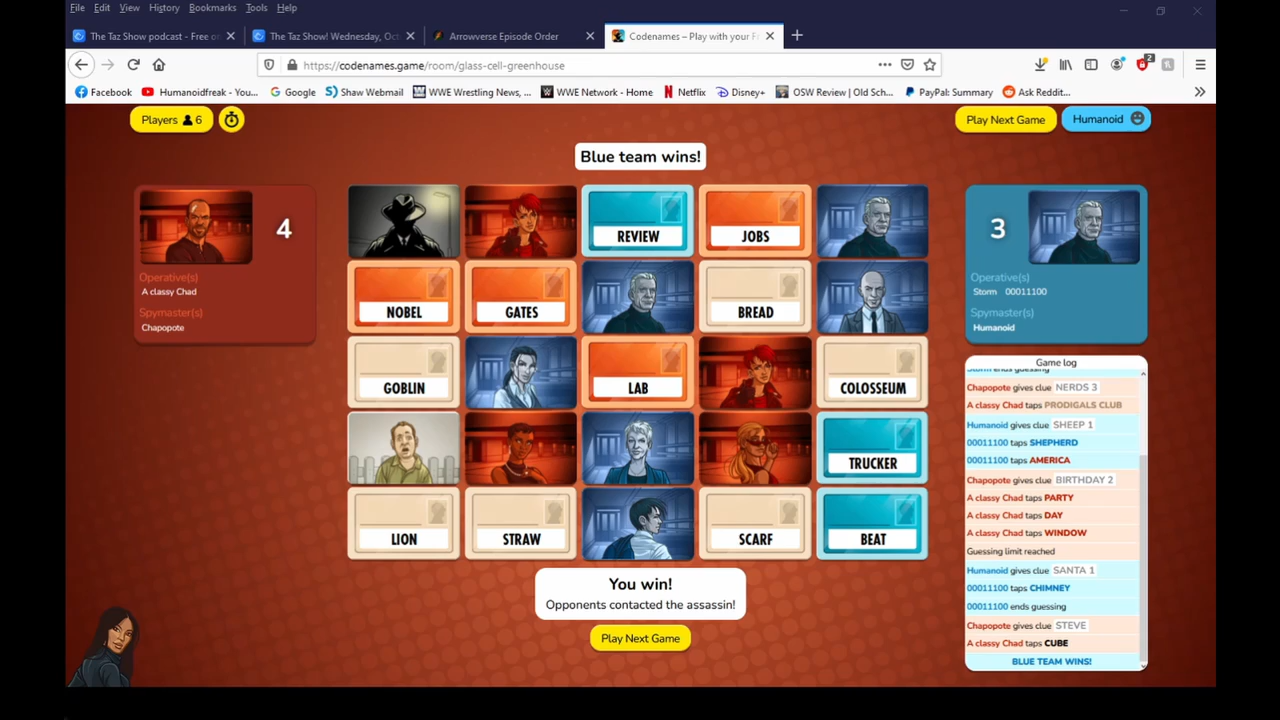 File Edit View History Bookmarks Tools Help
The Taz Show podcast - Free on
The Taz Show! Wednesday, Oct
Arrowverse Episode Order
Codenames – Play with your Fr
https://codenames.game/room/glass-cell-greenhouse
2
Facebook Humanoidfreak - You... Google Shaw Webmail WWE Wrestling News, ... WWE Network - Home Netflix Disney+ OSW Review | Old Sch... PayPal: Summary Ask Reddit...
Players 6
Play Next Game
Humanoid
Blue team wins!
4
Operative(s)
A classy Chad
Spymaster(s)
Chapopote
REVIEW
JOBS
NOBEL
GATES
BREAD
GOBLIN
LAB
COLOSSEUM
TRUCKER
LION
STRAW
SCARF
BEAT
3
Operative(s)
Storm 00011100
Spymaster(s)
Humanoid
Game log
Storm ends guessing
Chapopote gives clue NERDS 3
A classy Chad taps PRODIGALS CLUB
Humanoid gives clue SHEEP 1
00011100 taps SHEPHERD
00011100 taps AMERICA
Chapopote gives clue BIRTHDAY 2
A classy Chad taps PARTY
A classy Chad taps DAY
A classy Chad taps WINDOW
Guessing limit reached
Humanoid gives clue SANTA 1
00011100 taps CHIMNEY
00011100 ends guessing
Chapopote gives clue STEVE
A classy Chad taps CUBE
BLUE TEAM WINS!
You win!
Opponents contacted the assassin!
Play Next Game